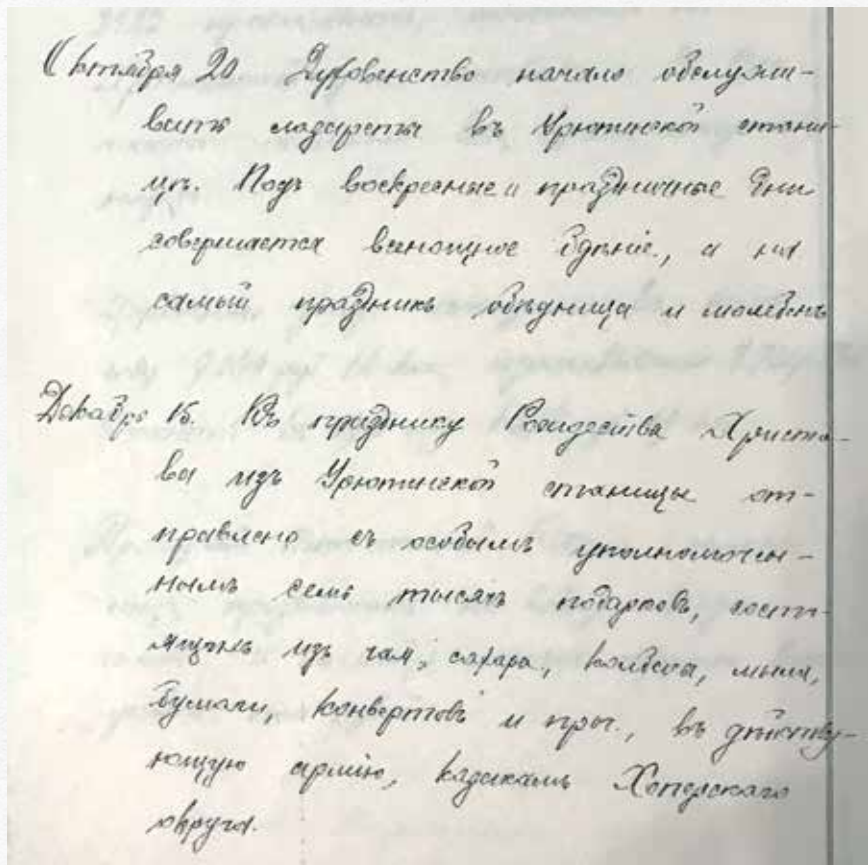 Октября 20. Духовенство начало обслужи-
вать лазареты въ Урюпинской стани-
цѣ. Подъ воскресные и праздничные дни
совершается всенощное бдѣніе, а на
самый праздникъ обѣдница и молебенъ
Декабря 15. Къ празднику Рождества Христо-
ва изъ Урюпинской станицы от-
правлено съ особымъ уполномочен-
нымъ семь тысячъ подарковъ, состо-
ящихъ изъ чая, сахара, колбасы, мыла,
бумаги, конвертовъ и проч., въ дѣйству-
ющую армію, казакамъ Хоперскаго
округа.